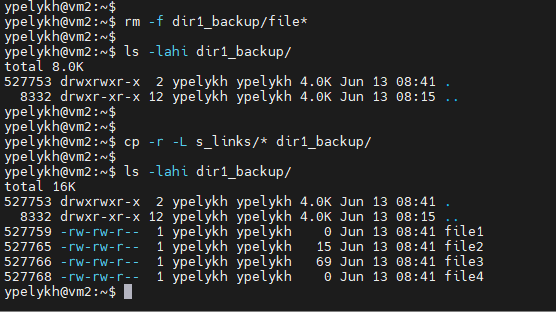 ypelykh@vm2:~$
ypelykh@vm2:~$ rm -f dir1_backup/file*
ypelykh@vm2:~$
ypelykh@vm2:~$ ls -lahi dir1_backup/
total 8.0K
527753 drwxrwxr-x  2 ypelykh ypelykh 4.0K Jun 13 08:41 .
  8332 drwxr-xr-x 12 ypelykh ypelykh 4.0K Jun 13 08:15 ..
ypelykh@vm2:~$
ypelykh@vm2:~$
ypelykh@vm2:~$ cp -r -L s_links/* dir1_backup/
ypelykh@vm2:~$
ypelykh@vm2:~$ ls -lahi dir1_backup/
total 16K
527753 drwxrwxr-x  2 ypelykh ypelykh 4.0K Jun 13 08:41 .
  8332 drwxr-xr-x 12 ypelykh ypelykh 4.0K Jun 13 08:15 ..
527759 -rw-rw-r--  1 ypelykh ypelykh    0 Jun 13 08:41 file1
527765 -rw-rw-r--  1 ypelykh ypelykh   15 Jun 13 08:41 file2
527766 -rw-rw-r--  1 ypelykh ypelykh   69 Jun 13 08:41 file3
527768 -rw-rw-r--  1 ypelykh ypelykh    0 Jun 13 08:41 file4
ypelykh@vm2:~$